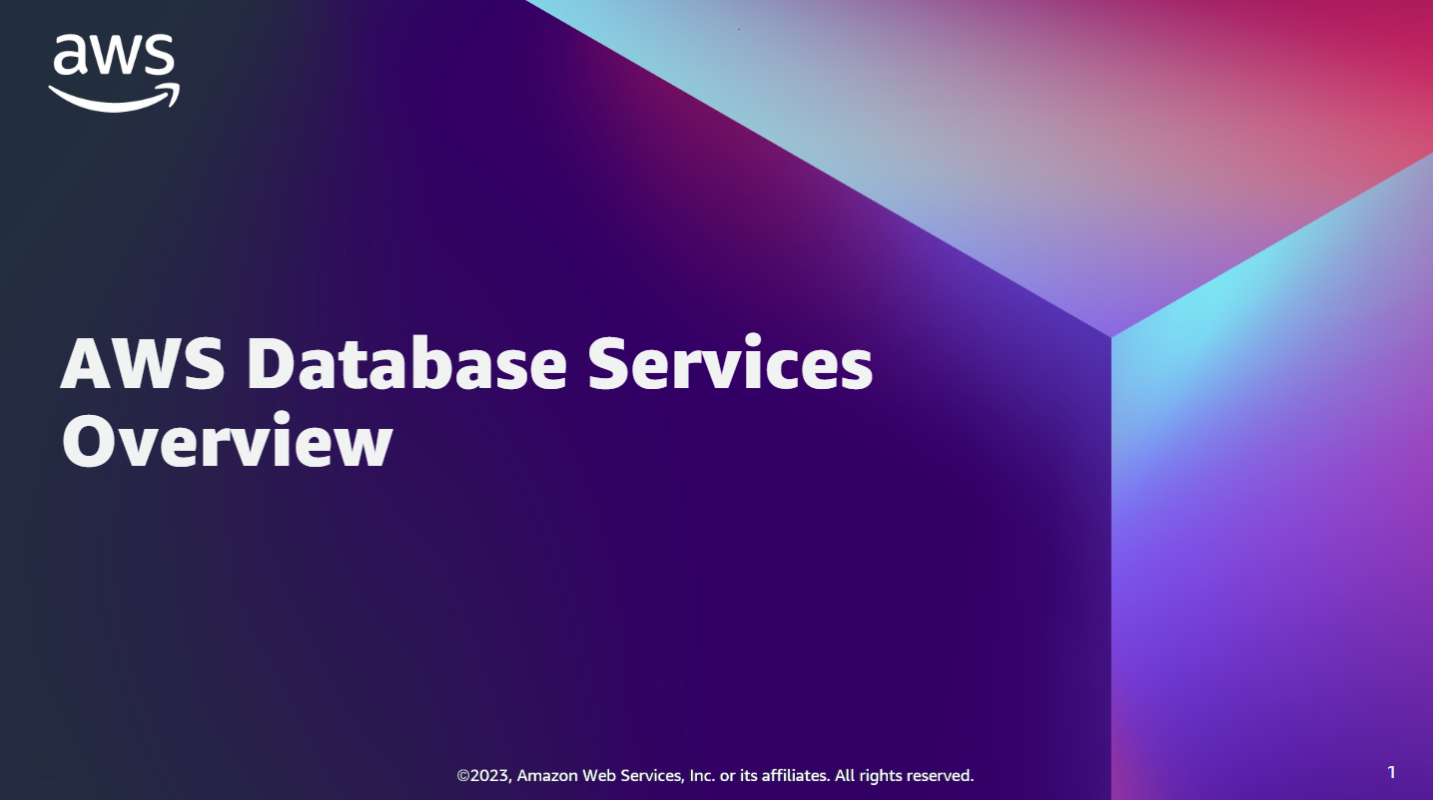 aws
AWS Database Services
Overview
©2023, Amazon Web Services, Inc. or its affiliates. All rights reserved.
1